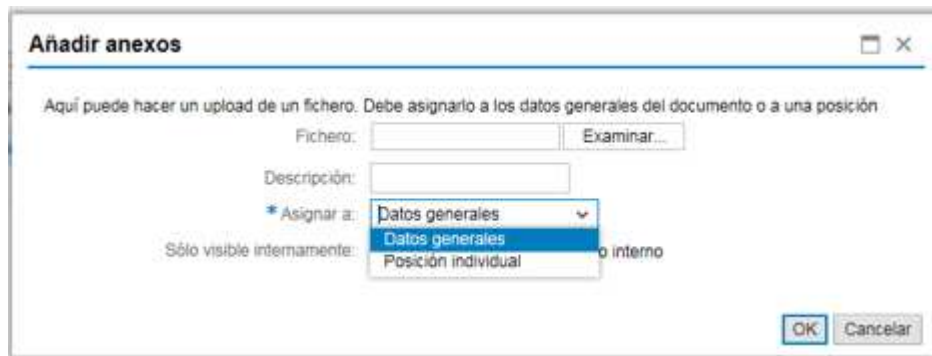 Añadir anexos
Aquí puede hacer un upload de un fichero. Debe asignarlo a los datos generales del documento o a una posición
Fichero: Examinar...
Descripción:
* Asignar a: Datos generales
Datos generales
Sólo visible internamente: o interno
Posición individual
OK Cancelar